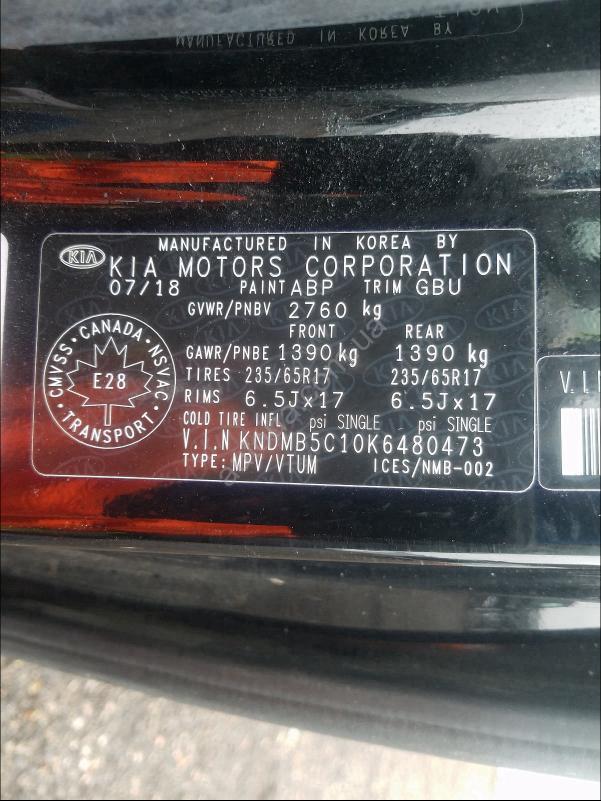 MANUFACTURED IN KOREA BY
MANUFACTURED IN KOREA BY
KIA KIA MOTORS CORPORATION
07/18 PAINT ABP TRIM GBU
GVWR/PNBV 2760 kg
FRONT REAR
GAWR/PNBE 1390 kg 1390 kg
TIRES 235/65R17 235/65R17
RIMS 6.5Jx17 6.5Jx17
COLD TIRE INFL psi SINGLE psi SINGLE
V.I.N KNDMB5C10K6480473
TYPE: MPV/VTUM ICES/NMB-002
CMVSS · CANADA · NSVAC
E28
TRANSPORT
V.I.N